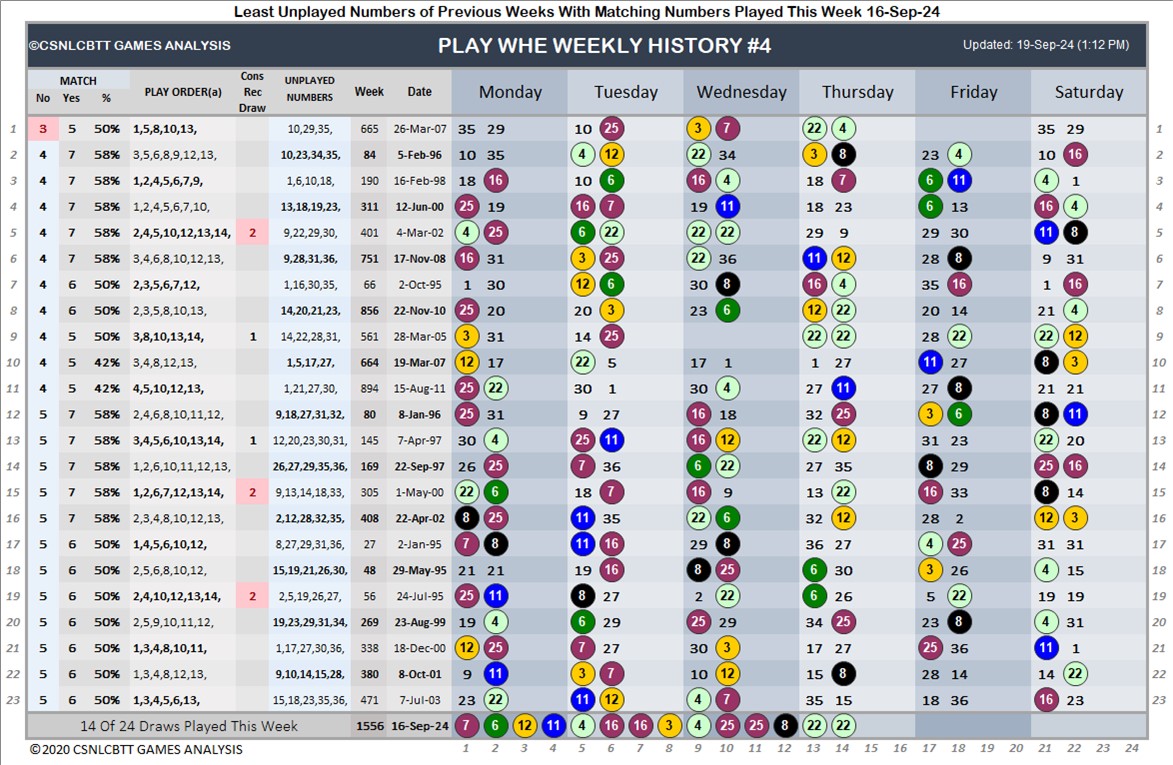 Least Unplayed Numbers of Previous Weeks With Matching Numbers Played This Week 16-Sep-24
©CSNLCBTT GAMES ANALYSIS PLAY WHE WEEKLY HISTORY #4 Updated: 19-Sep-24 (1:12 PM)
MATCH
No Yes % PLAY ORDER(a) Cons Rec Draw UNPLAYED NUMBERS Week Date Monday Tuesday Wednesday Thursday Friday Saturday
1 3 5 50% 1,5,8,10,13, 10,29,35, 665 26-Mar-07 35 29 10 25 3 7 22 4 35 29 1
2 4 7 58% 3,5,6,8,9,12,13, 10,23,34,35, 84 5-Feb-96 10 35 4 12 22 34 3 8 23 4 10 16 2
3 4 7 58% 1,2,4,5,6,7,9, 1,6,10,18, 190 16-Feb-98 18 16 10 6 16 4 18 7 6 11 4 1 3
4 4 7 58% 1,2,4,5,6,7,10, 13,18,19,23, 311 12-Jun-00 25 19 16 7 19 11 18 23 6 13 16 4 4
5 4 7 58% 2,4,5,10,12,13,14, 2 9,22,29,30, 401 4-Mar-02 4 25 6 22 22 22 29 9 29 30 11 8 5
6 4 7 58% 3,4,6,8,10,12,13, 9,28,31,36, 751 17-Nov-08 16 31 3 25 22 36 11 12 28 8 9 31 6
7 4 6 50% 2,3,5,6,7,12, 1,16,30,35, 66 2-Oct-95 1 30 12 6 30 8 16 4 35 16 1 16 7
8 4 6 50% 2,3,5,8,10,13, 14,20,21,23, 856 22-Nov-10 25 20 20 3 23 6 12 22 20 14 21 4 8
9 4 5 50% 3,8,10,13,14, 1 14,22,28,31, 561 28-Mar-05 3 31 14 25 22 22 28 22 22 12 9
10 4 5 42% 3,4,8,12,13, 1,5,17,27, 664 19-Mar-07 12 17 22 5 17 1 1 27 11 27 8 3 10
11 4 5 42% 4,5,10,12,13, 1,21,27,30, 894 15-Aug-11 25 22 30 1 30 4 27 11 27 8 21 21 11
12 5 7 58% 2,4,6,8,10,11,12, 9,18,27,31,32, 80 8-Jan-96 25 31 9 27 16 18 32 25 3 6 8 11 12
13 5 7 58% 3,4,5,6,10,13,14, 1 12,20,23,30,31, 145 7-Apr-97 30 4 25 11 16 12 22 12 31 23 22 20 13
14 5 7 58% 1,2,6,10,11,12,13, 26,27,29,35,36, 169 22-Sep-97 26 25 7 36 6 22 27 35 8 29 25 16 14
15 5 7 58% 1,2,6,7,12,13,14, 2 9,13,14,18,33, 305 1-May-00 22 6 18 7 16 9 13 22 16 33 8 14 15
16 5 7 58% 2,3,4,8,10,12,13, 2,12,28,32,35, 408 22-Apr-02 8 25 11 35 22 6 32 12 28 2 12 3 16
17 5 6 50% 1,4,5,6,10,12, 8,27,29,31,36, 27 2-Jan-95 7 8 11 16 29 8 36 27 4 25 31 31 17
18 5 6 50% 2,5,6,8,10,12, 15,19,21,26,30, 48 29-May-95 21 21 19 16 8 25 6 30 3 26 4 15 18
19 5 6 50% 2,4,10,12,13,14, 2 2,5,19,26,27, 56 24-Jul-95 25 11 8 27 2 22 6 26 5 22 19 19 19
20 5 6 50% 2,5,9,10,11,12, 19,23,29,31,34, 269 23-Aug-99 19 4 6 29 25 29 34 25 23 8 4 31 20
21 5 6 50% 1,3,4,8,10,11, 1,17,27,30,36, 338 18-Dec-00 12 25 7 27 30 3 17 27 25 36 11 1 21
22 5 6 50% 1,3,4,8,12,13, 9,10,14,15,28, 380 8-Oct-01 9 11 3 7 10 12 15 8 28 14 14 22 22
23 5 6 50% 1,3,4,5,6,13, 15,18,23,35,36, 471 7-Jul-03 23 22 11 12 4 7 35 15 18 36 16 23 23
14 Of 24 Draws Played This Week 1556 16-Sep-24 7 6 12 11 4 16 16 3 4 25 25 8 22 22
© 2020 CSNLCBTT GAMES ANALYSIS 1 2 3 4 5 6 7 8 9 10 11 12 13 14 15 16 17 18 19 20 21 22 23 24